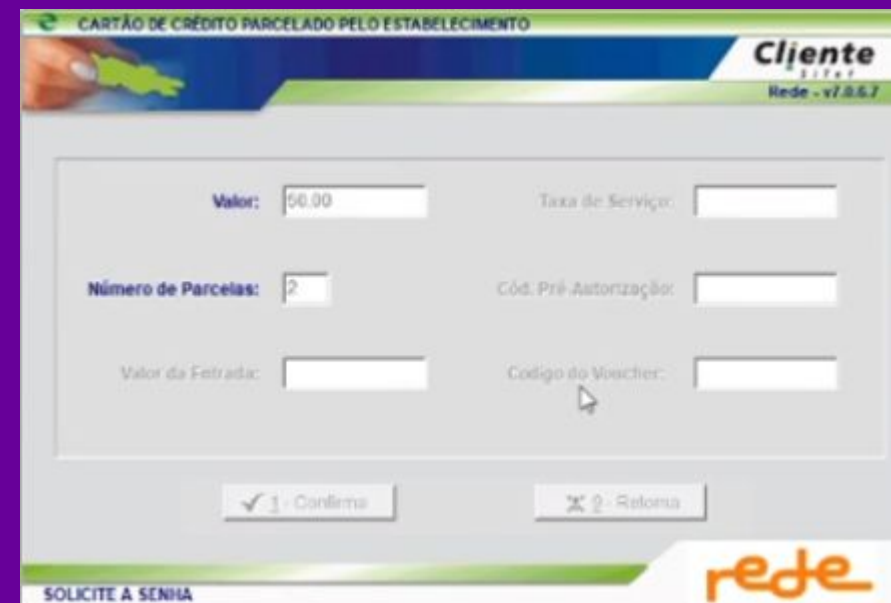 CARTÃO DE CRÉDITO PARCELADO PELO ESTABELECIMENTO
Cliente
SiTef
Rede - v7.0.6.7
Valor: 50.00
Taxa de Serviço:
Número de Parcelas: 2
Cód. Pré-Autorização:
Valor da Entrada:
Codigo do Voucher:
1 - Confirma
9 - Retorna
SOLICITE A SENHA
rede